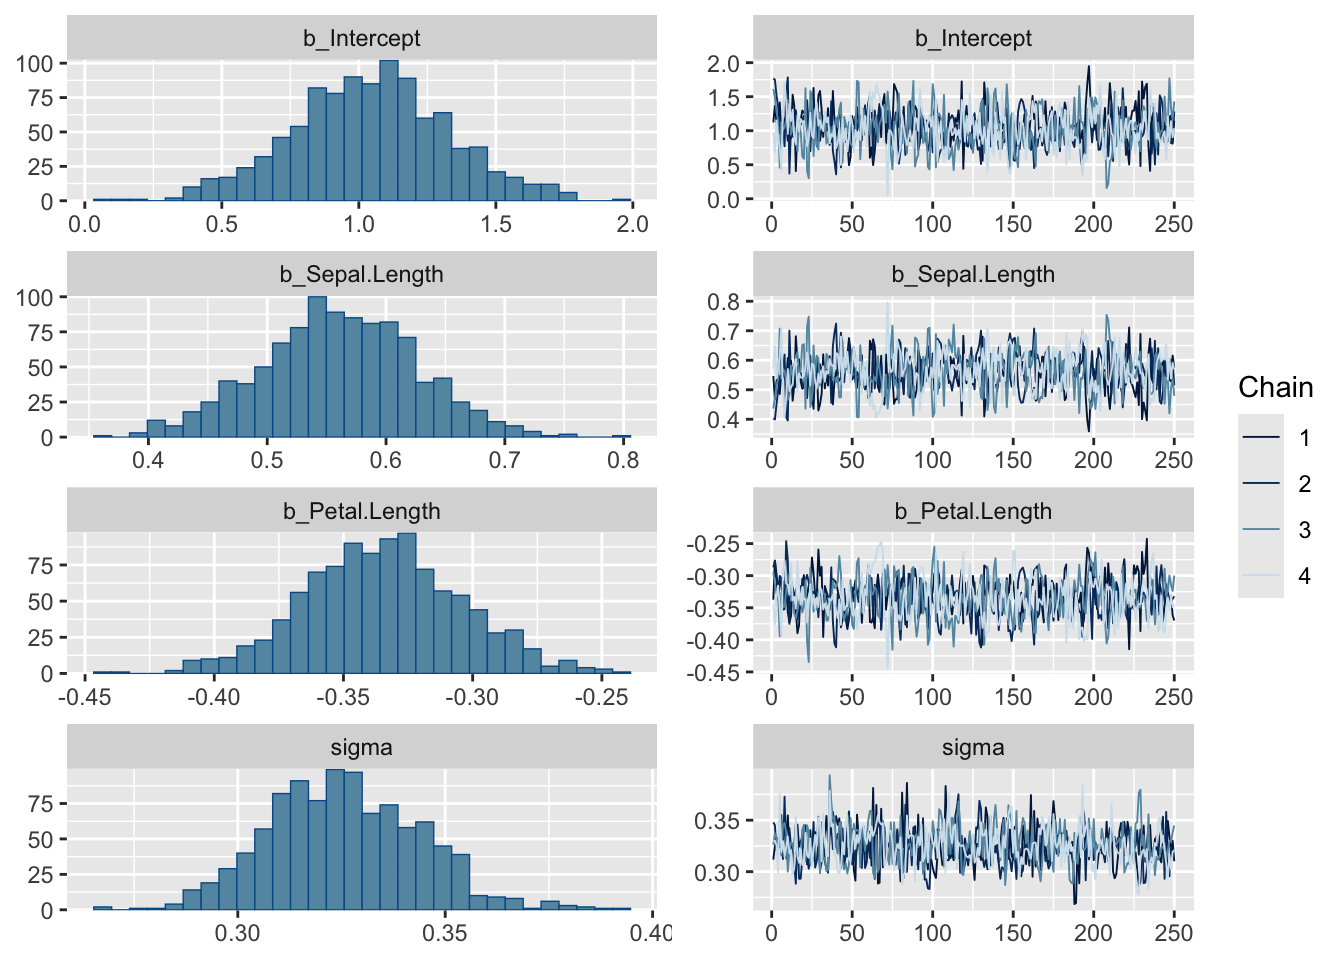 b_Intercept
b_Intercept
100
75
50
25
0
0.0 0.5 1.0 1.5 2.0
2.0
1.5
1.0
0.5
0.0
0 50 100 150 200 250
b_Sepal.Length
b_Sepal.Length
100
75
50
25
0
0.4 0.5 0.6 0.7 0.8
0.8
0.7
0.6
0.5
0.4
0 50 100 150 200 250
b_Petal.Length
b_Petal.Length
75
50
25
0
-0.45 -0.40 -0.35 -0.30 -0.25
-0.25
-0.30
-0.35
-0.40
-0.45
0 50 100 150 200 250
sigma
sigma
75
50
25
0
0.30 0.35 0.40
0.35
0.30
0 50 100 150 200 250
Chain
1
2
3
4